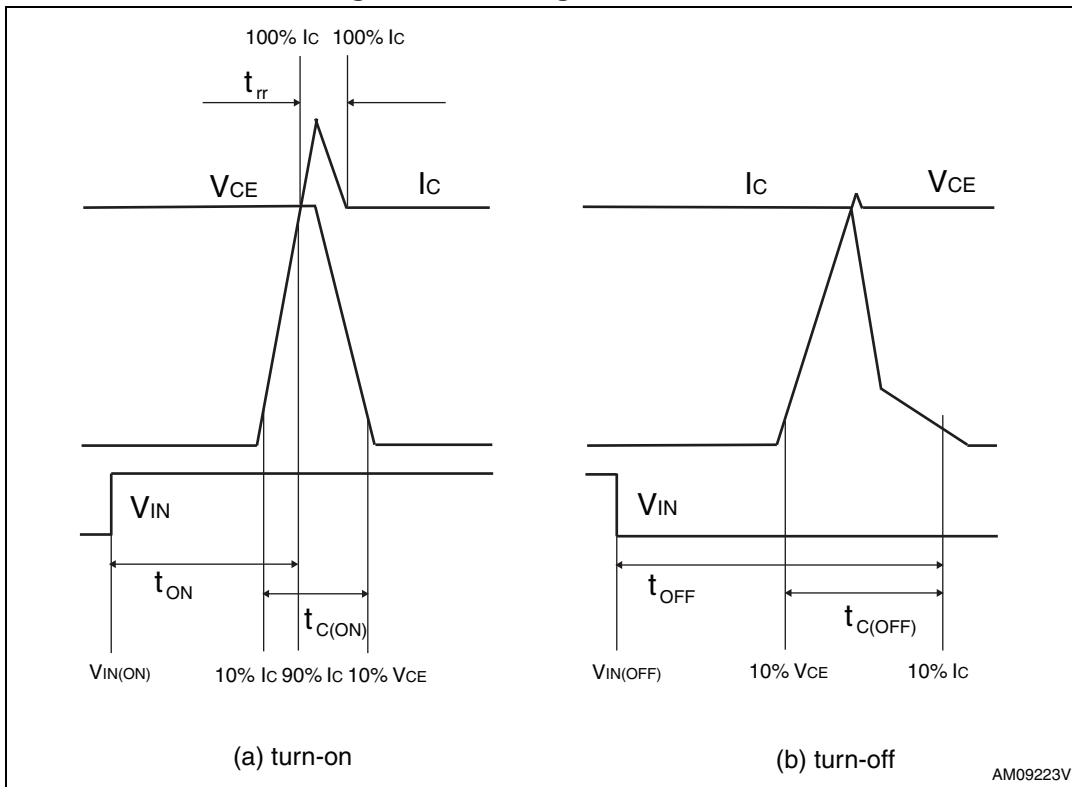 100% IC 100% IC
trr
VCE IC
VIN
tON
tC(ON)
VIN(ON) 10% IC 90% IC 10% VCE
(a) turn-on
IC VCE
VIN
tOFF
tC(OFF)
VIN(OFF) 10% VCE 10% IC
(b) turn-off
AM09223V